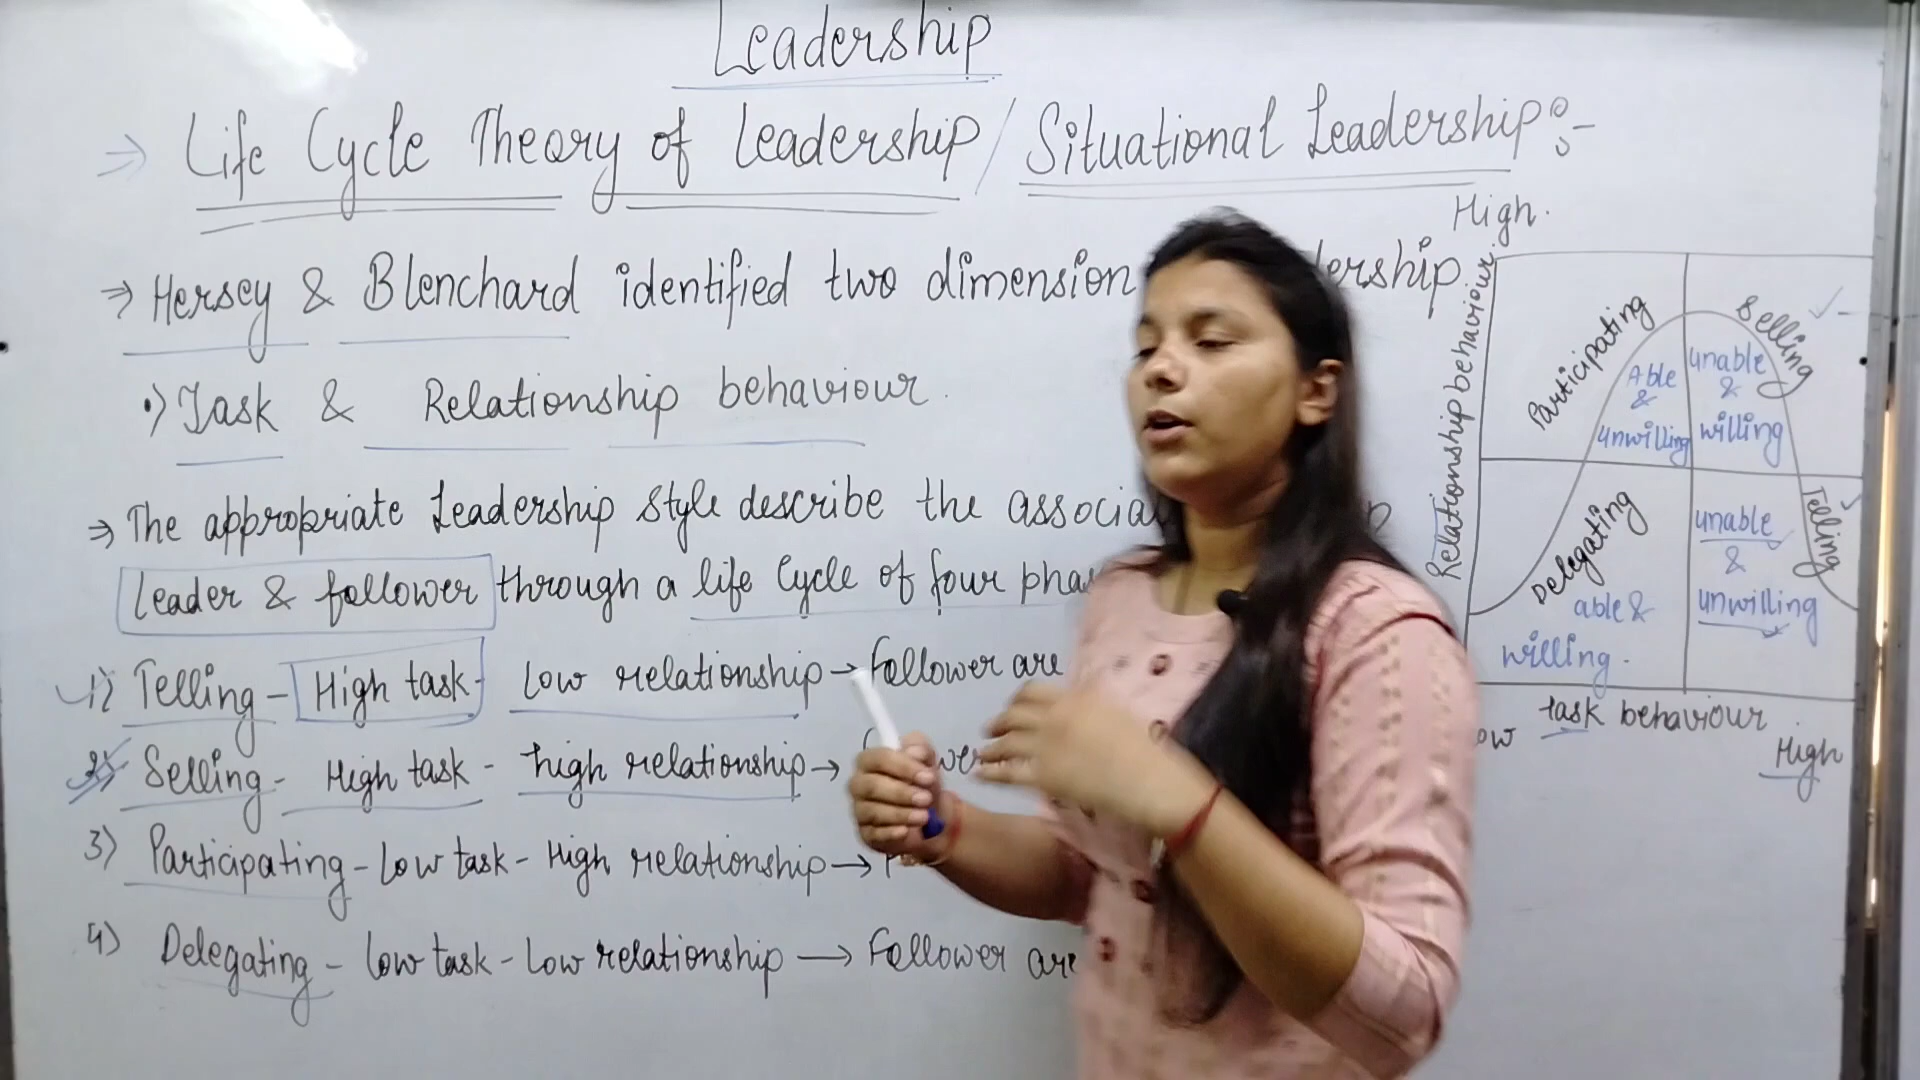 Leadership
⇒ Life Cycle Theory of Leadership / Situational Leadership :-
⇒ Hersey & Blenchard identified two dimension dership
•) Task & Relationship behaviour.
⇒ The appropriate Leadership style describe the associa
Leader & follower through a life Cycle of four pha
1) Telling - High task - Low relationship → Follower are
2) Selling - High task - high relationship →
3) Participating - Low task - High relationship →
4) Delegating - Low task - Low relationship → Follower are
High.
Relationship behaviour
Participating
Able
&
unwilling
Selling
unable
&
willing
Delegating
able &
willing.
Telling
unable
&
unwilling
ow
task behaviour
High